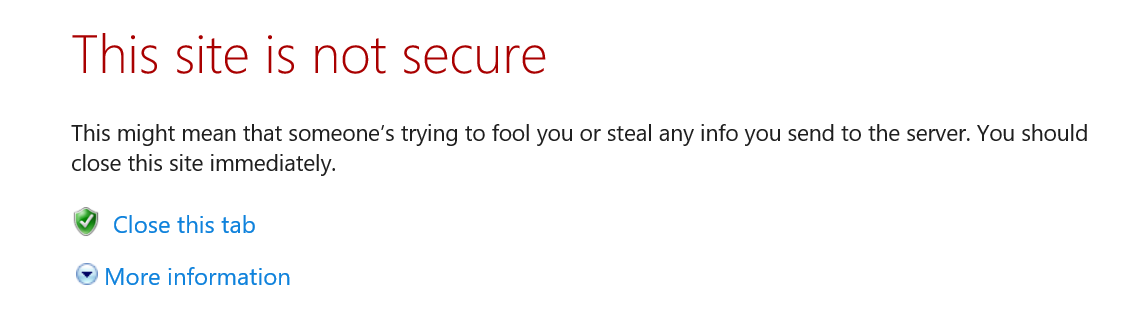 This site is not secure
This might mean that someone’s trying to fool you or steal any info you send to the server. You should
close this site immediately.
Close this tab
More information